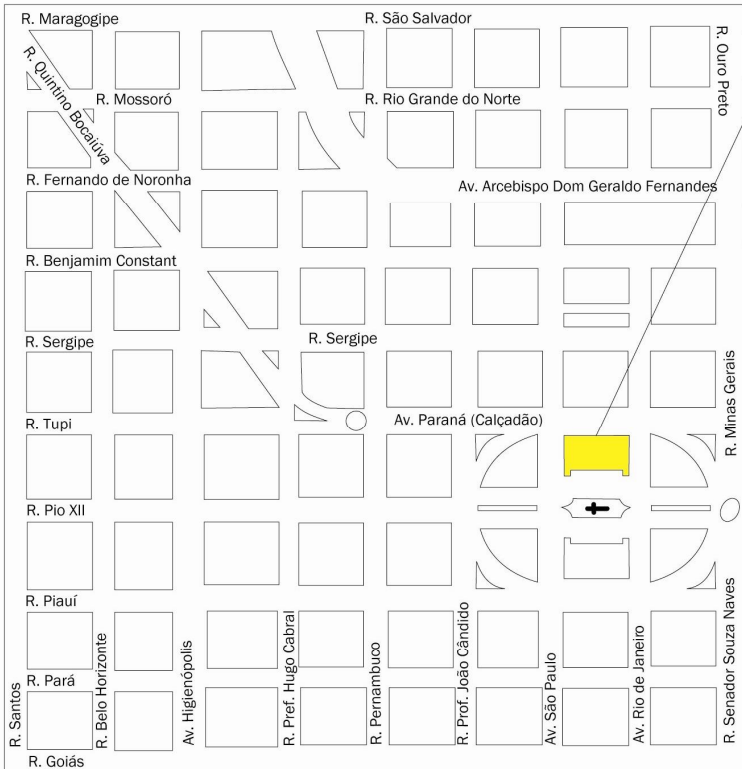 R. Maragogipe
R. São Salvador
R. Ouro Preto
R. Quintino Bocaiúva
R. Mossoró
R. Rio Grande do Norte
R. Fernando de Noronha
Av. Arcebispo Dom Geraldo Fernandes
R. Benjamim Constant
R. Sergipe
R. Sergipe
R. Minas Gerais
R. Tupi
Av. Paraná (Calçadão)
R. Pio XII
R. Piauí
R. Pará
R. Santos
R. Belo Horizonte
Av. Higienópolis
R. Pref. Hugo Cabral
R. Pernambuco
R. Prof. João Cândido
Av. São Paulo
Av. Rio de Janeiro
R. Senador Souza Naves
R. Goiás